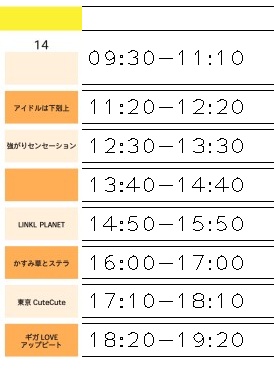 14
09:30－11:10
アイドルは下剋上
11:20－12:20
強がりセンセーション
12:30－13:30
13:40－14:40
LINKL PLANET
14:50－15:50
かすみ草とステラ
16:00－17:00
東京 CuteCute
17:10－18:10
ギガ LOVE
アップビート
18:20－19:20